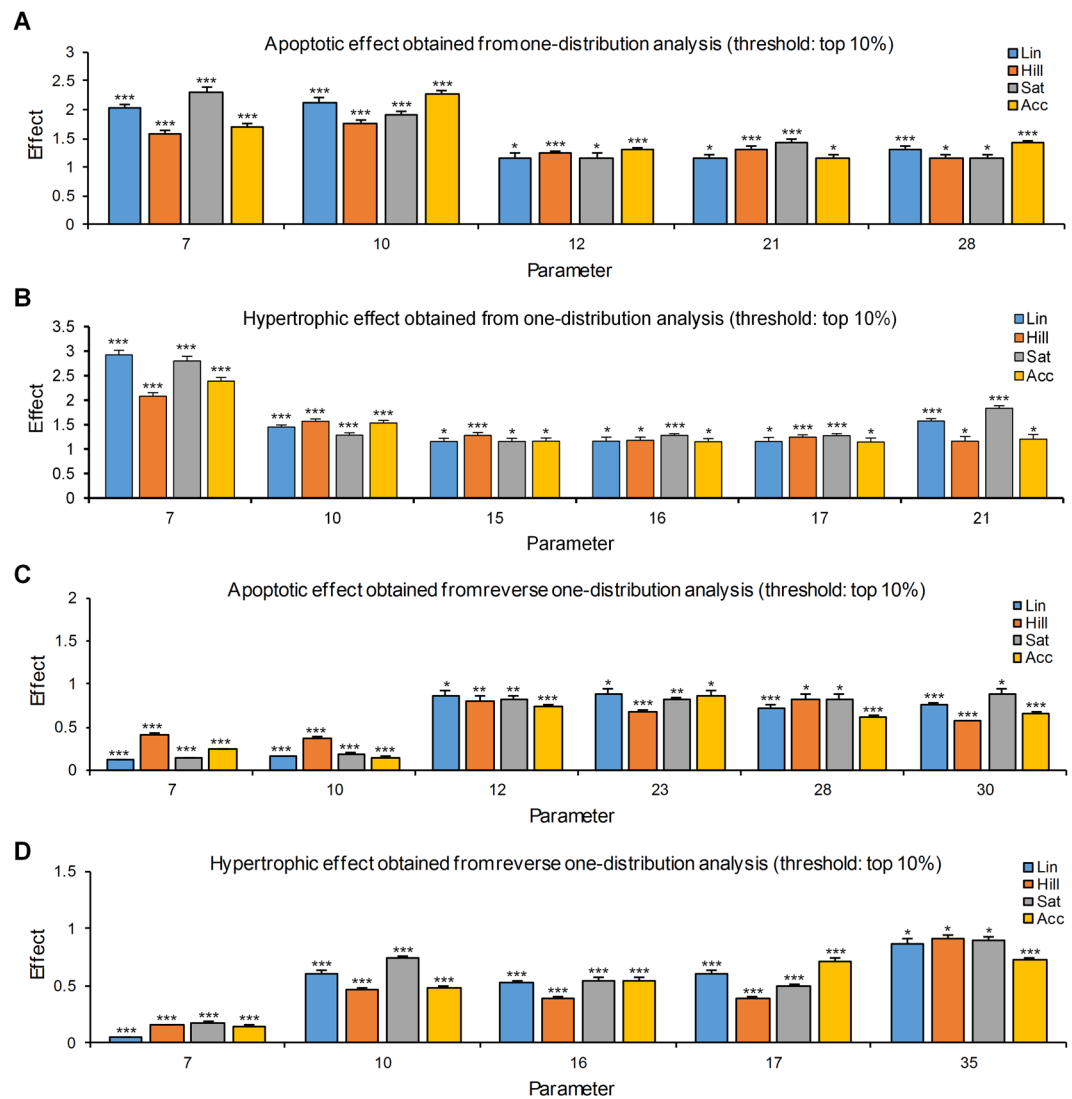 A
Apoptotic effect obtained from one-distribution analysis (threshold: top 10%)
Lin
Hill
Sat
Acc
Effect
3
2.5
2
1.5
1
0.5
0
*** *** *** *** *** *** *** *** * *** * *** * *** *** * *** * * ***
7 10 12 21 28
Parameter
B
Hypertrophic effect obtained from one-distribution analysis (threshold: top 10%)
Lin
Hill
Sat
Acc
Effect
3.5
3
2.5
2
1.5
1
0.5
0
*** *** *** *** *** *** *** *** * *** * * * * *** * * *** *** * *** * *** *
7 10 15 16 17 21
Parameter
C
Apoptotic effect obtained from reverse one-distribution analysis (threshold: top 10%)
Lin
Hill
Sat
Acc
Effect
2
1.5
1
0.5
0
*** *** *** *** *** *** *** *** * ** ** *** * *** ** * *** * * *** *** *** * ***
7 10 12 23 28 30
Parameter
D
Hypertrophic effect obtained from reverse one-distribution analysis (threshold: top 10%)
Lin
Hill
Sat
Acc
Effect
1.5
1
0.5
0
*** *** *** *** *** *** *** *** *** *** *** *** *** *** *** *** * * * ***
7 10 16 17 35
Parameter